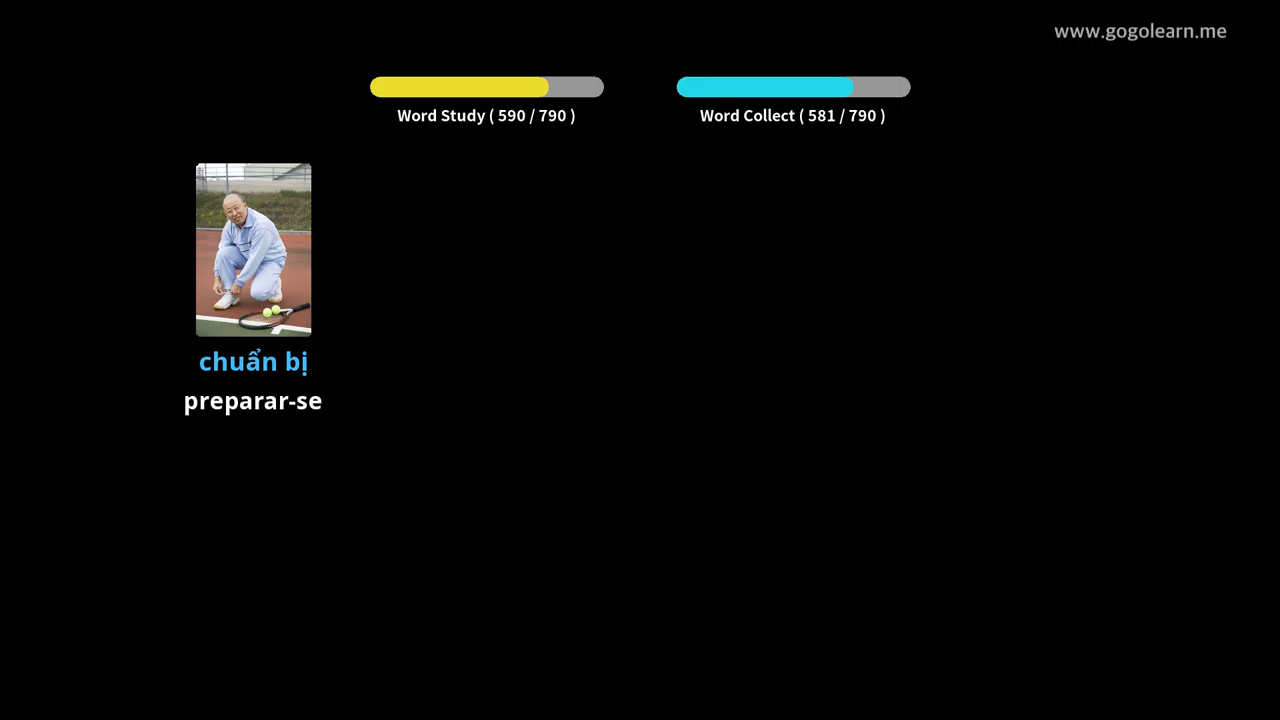 www.gogolearn.me
Word Study ( 590 / 790 )
Word Collect ( 581 / 790 )
chuẩn bị
preparar-se